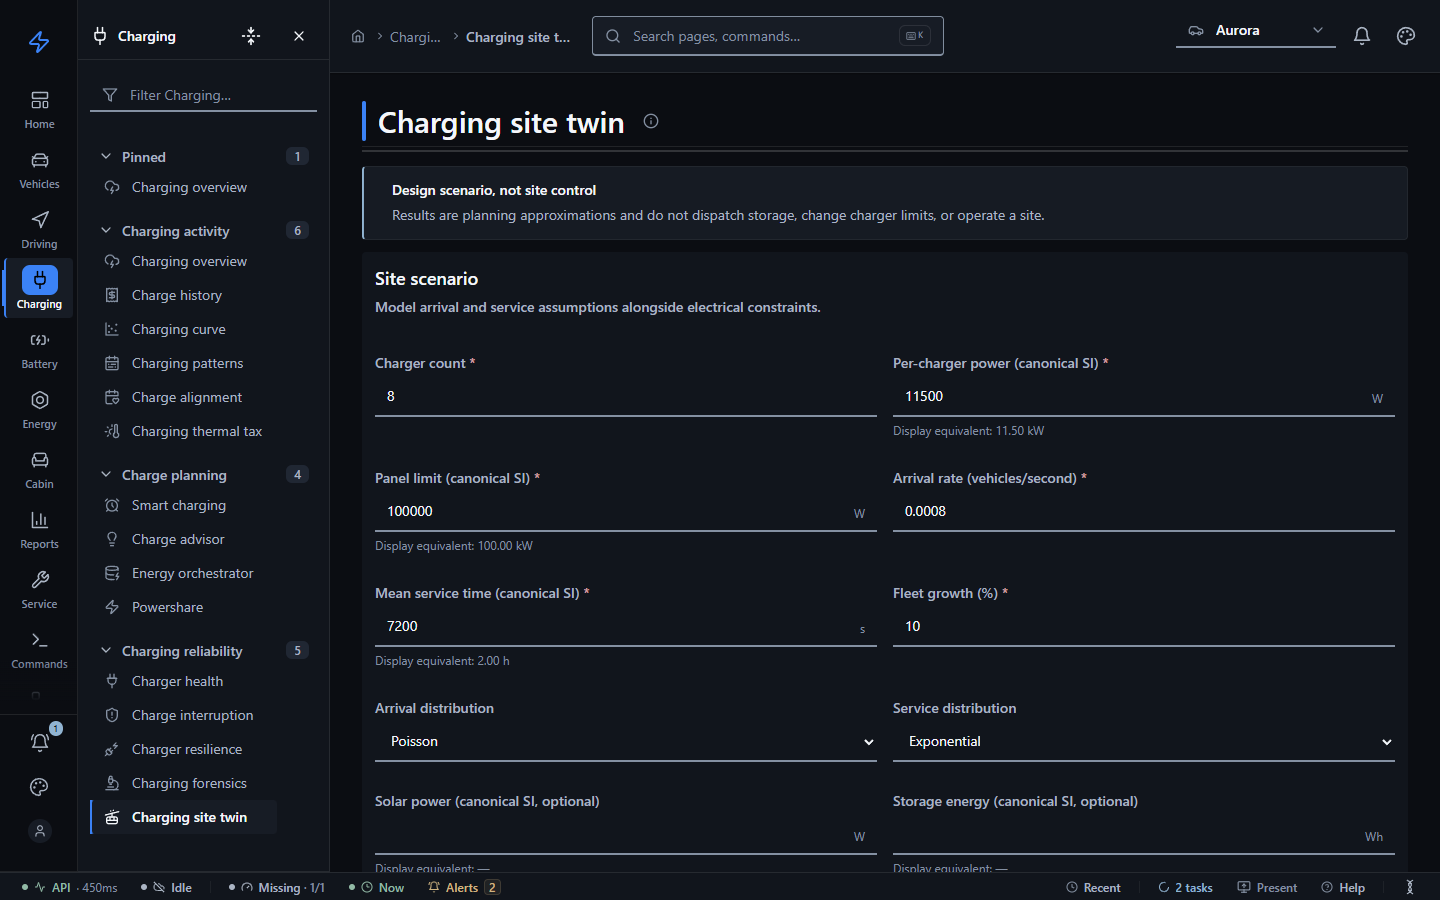 Home
Vehicles
Driving
Charging
Battery
Energy
Cabin
Reports
Service
Commands
1
Charging
Filter Charging...
Pinned 1
Charging overview
Charging activity 6
Charging overview
Charge history
Charging curve
Charging patterns
Charge alignment
Charging thermal tax
Charge planning 4
Smart charging
Charge advisor
Energy orchestrator
Powershare
Charging reliability 5
Charger health
Charge interruption
Charger resilience
Charging forensics
Charging site twin
Chargi... Charging site t...
Search pages, commands... K
Aurora
Charging site twin
Design scenario, not site control
Results are planning approximations and do not dispatch storage, change charger limits, or operate a site.
Site scenario
Model arrival and service assumptions alongside electrical constraints.
Charger count *
8
Per-charger power (canonical SI) *
11500 W
Display equivalent: 11.50 kW
Panel limit (canonical SI) *
100000 W
Display equivalent: 100.00 kW
Arrival rate (vehicles/second) *
0.0008
Mean service time (canonical SI) *
7200 s
Display equivalent: 2.00 h
Fleet growth (%) *
10
Arrival distribution
Poisson
Service distribution
Exponential
Solar power (canonical SI, optional)
W
Display equivalent: —
Storage energy (canonical SI, optional)
Wh
Display equivalent: —
API · 450ms Idle Missing · 1/1 Now Alerts 2 Recent 2 tasks Present Help